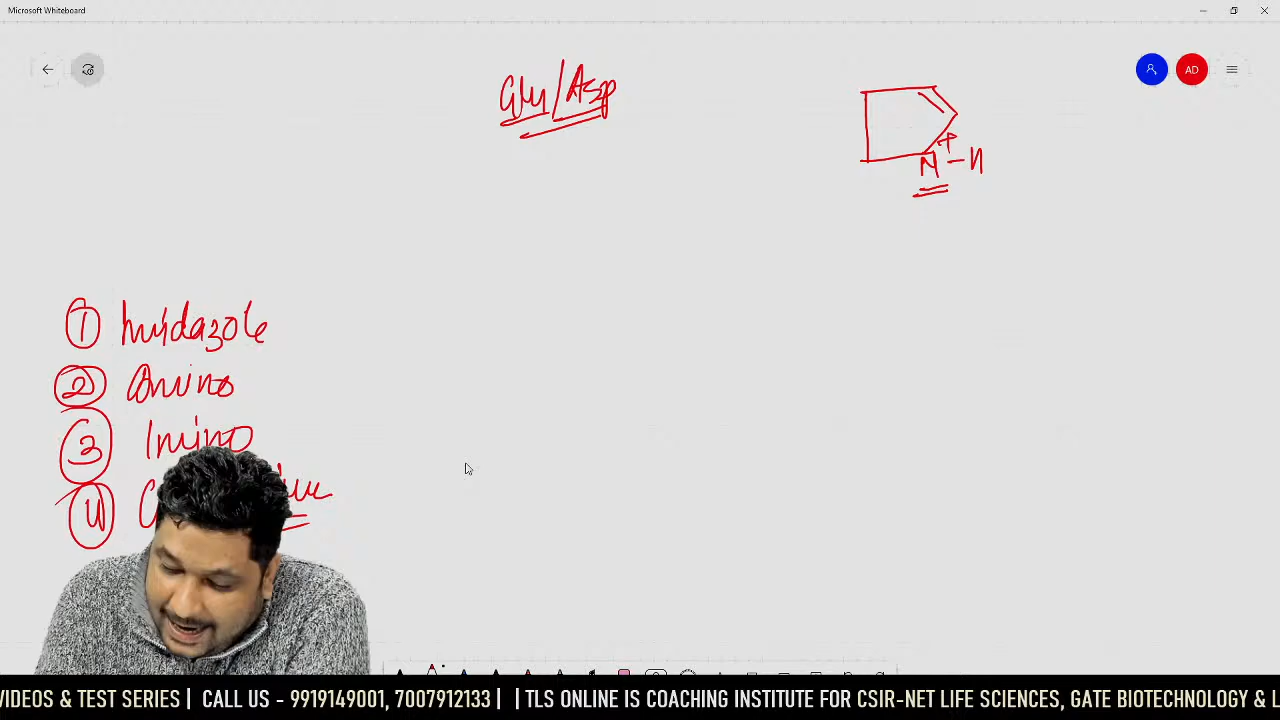 Microsoft Whiteboard
AD
Glu/Asp
+
N-H
1 Imidazole
2 Amino
3 Imino
4
VIDEOS & TEST SERIES | CALL US - 9919149001, 7007912133 | | TLS ONLINE IS COACHING INSTITUTE FOR CSIR-NET LIFE SCIENCES, GATE BIOTECHNOLOGY & L